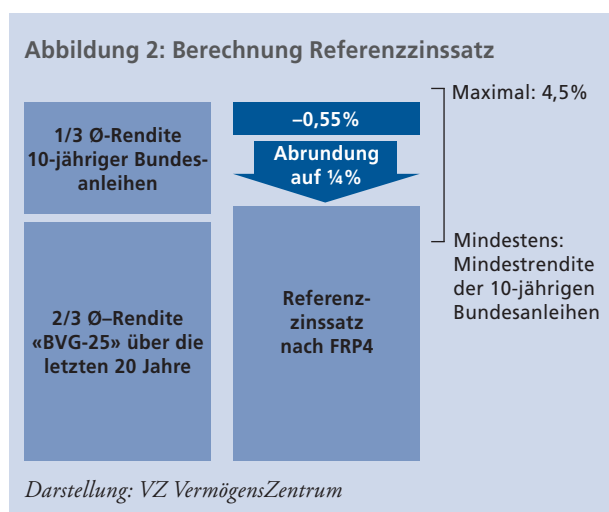 Abbildung 2: Berechnung Referenzzinssatz
1/3 Ø-Rendite
10-jähriger Bundes-
anleihen
2/3 Ø–Rendite
«BVG-25» über die
letzten 20 Jahre
–0,55%
Abrundung
auf ¼%
Referenz-
zinssatz
nach FRP4
Maximal: 4,5%
Mindestens:
Mindestrendite
der 10-jährigen
Bundesanleihen
Darstellung: VZ VermögensZentrum